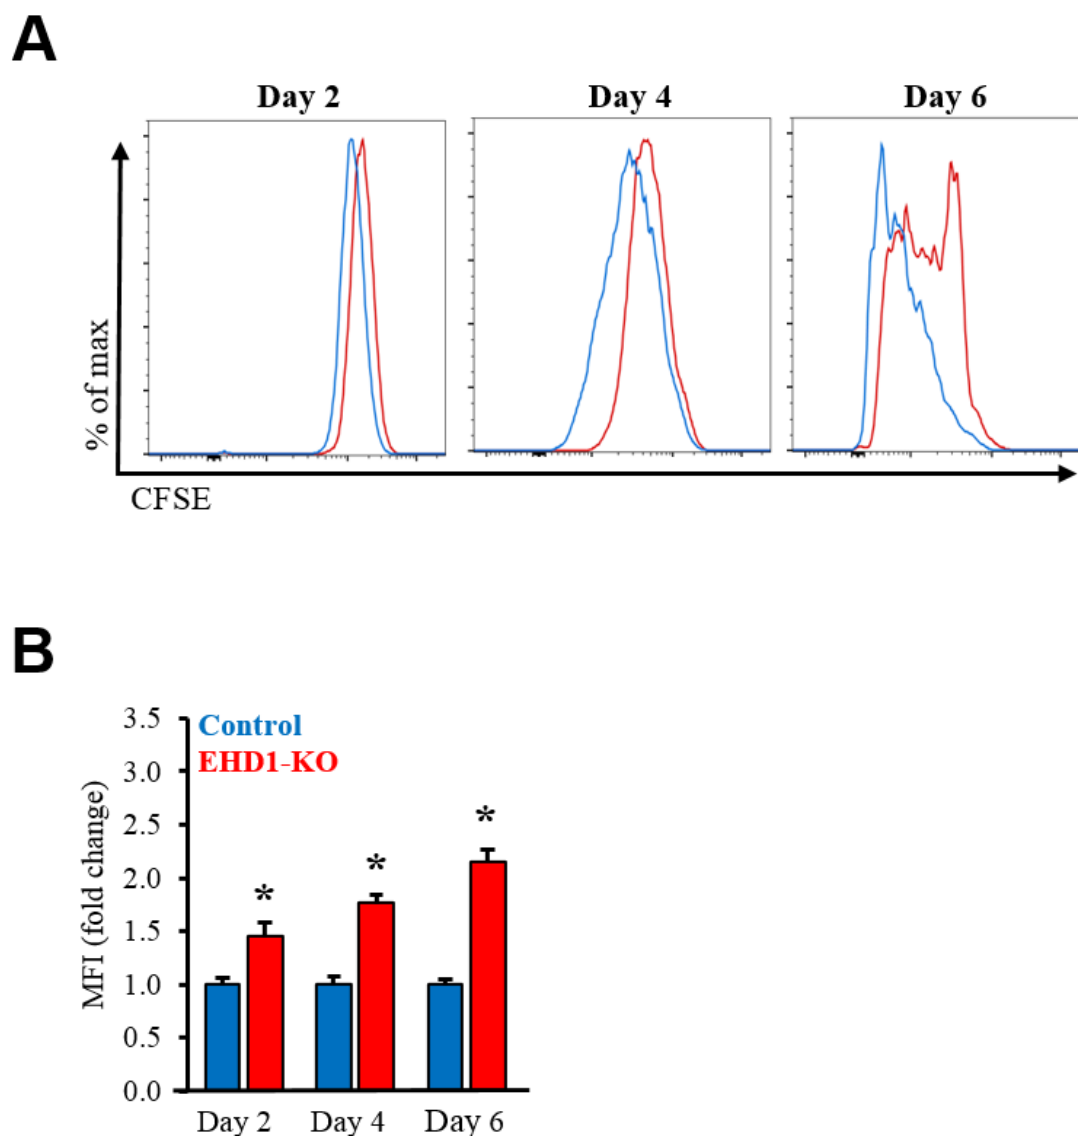 A
Day 2 Day 4 Day 6
% of max
CFSE
B
Control
EHD1-KO
MFI (fold change)
3.5
3.0
2.5
2.0
1.5
1.0
0.5
0.0
* * *
Day 2 Day 4 Day 6